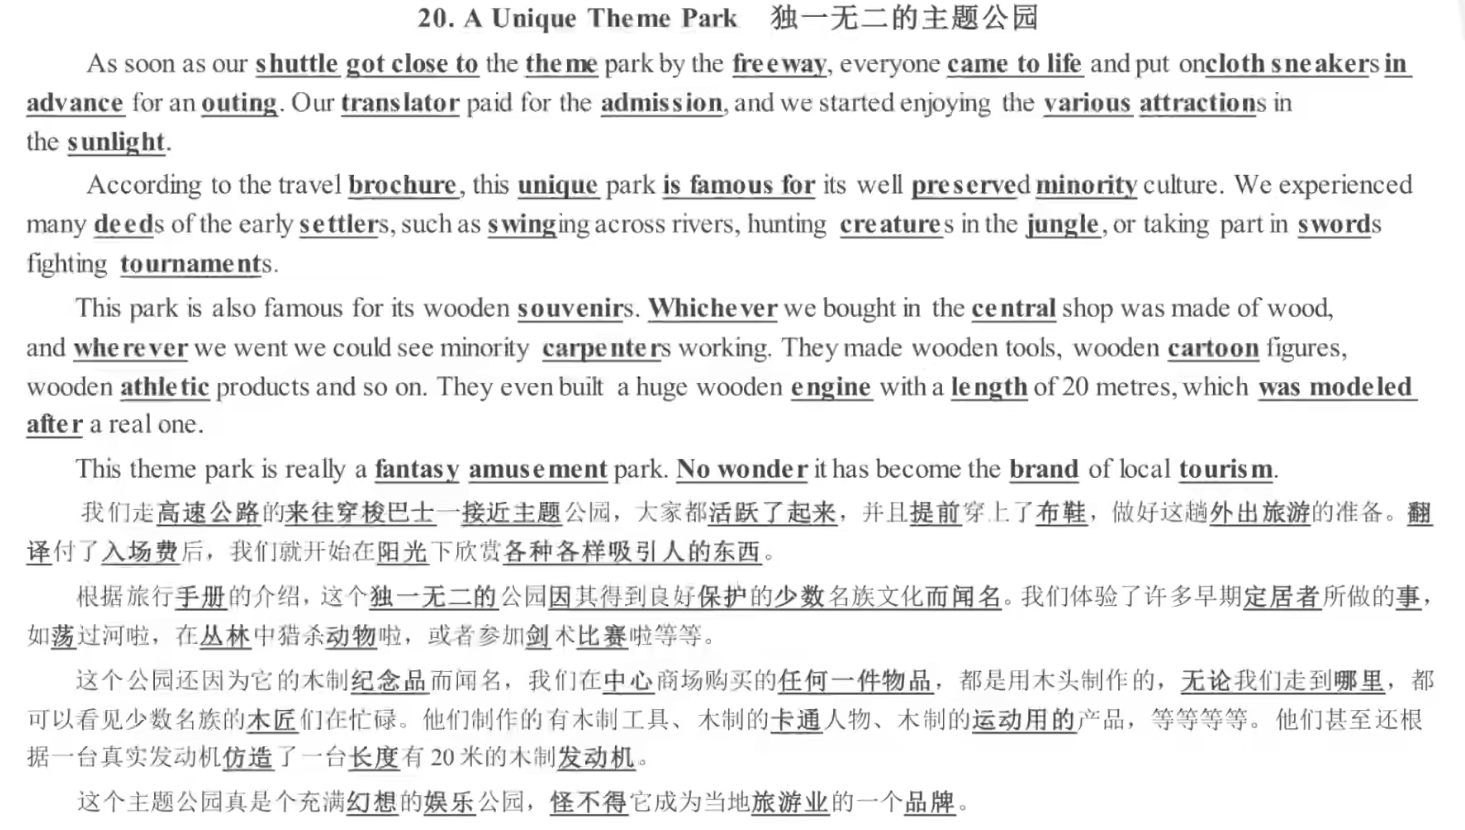 20. A Unique Theme Park 独一无二的主题公园
As soon as our shuttle got close to the theme park by the freeway, everyone came to life and put oncloth sneakers in
advance for an outing. Our translator paid for the admission, and we started enjoying the various attractions in
the sunlight.
According to the travel brochure, this unique park is famous for its well preserved minority culture. We experienced
many deeds of the early settlers, such as swinging across rivers, hunting creatures in the jungle, or taking part in swords
fighting tournaments.
This park is also famous for its wooden souvenirs. Whichever we bought in the central shop was made of wood,
and wherever we went we could see minority carpenters working. They made wooden tools, wooden cartoon figures,
wooden athletic products and so on. They even built a huge wooden engine with a length of 20 metres, which was modeled
after a real one.
This theme park is really a fantasy amusement park. No wonder it has become the brand of local tourism.
我们走高速公路的来往穿梭巴士一接近主题公园，大家都活跃了起来，并且提前穿上了布鞋，做好这趟外出旅游的准备。翻
译付了入场费后，我们就开始在阳光下欣赏各种各样吸引人的东西。
根据旅行手册的介绍，这个独一无二的公园因其得到良好保护的少数名族文化而闻名。我们体验了许多早期定居者所做的事，
如荡过河啦，在丛林中猎杀动物啦，或者参加剑术比赛啦等等。
这个公园还因为它的木制纪念品而闻名，我们在中心商场购买的任何一件物品，都是用木头制作的，无论我们走到哪里，都
可以看见少数名族的木匠们在忙碌。他们制作的有木制工具、木制的卡通人物、木制的运动用的产品，等等等等。他们甚至还根
据一台真实发动机仿造了一台长度有 20 米的木制发动机。
这个主题公园真是个充满幻想的娱乐公园，怪不得它成为当地旅游业的一个品牌。